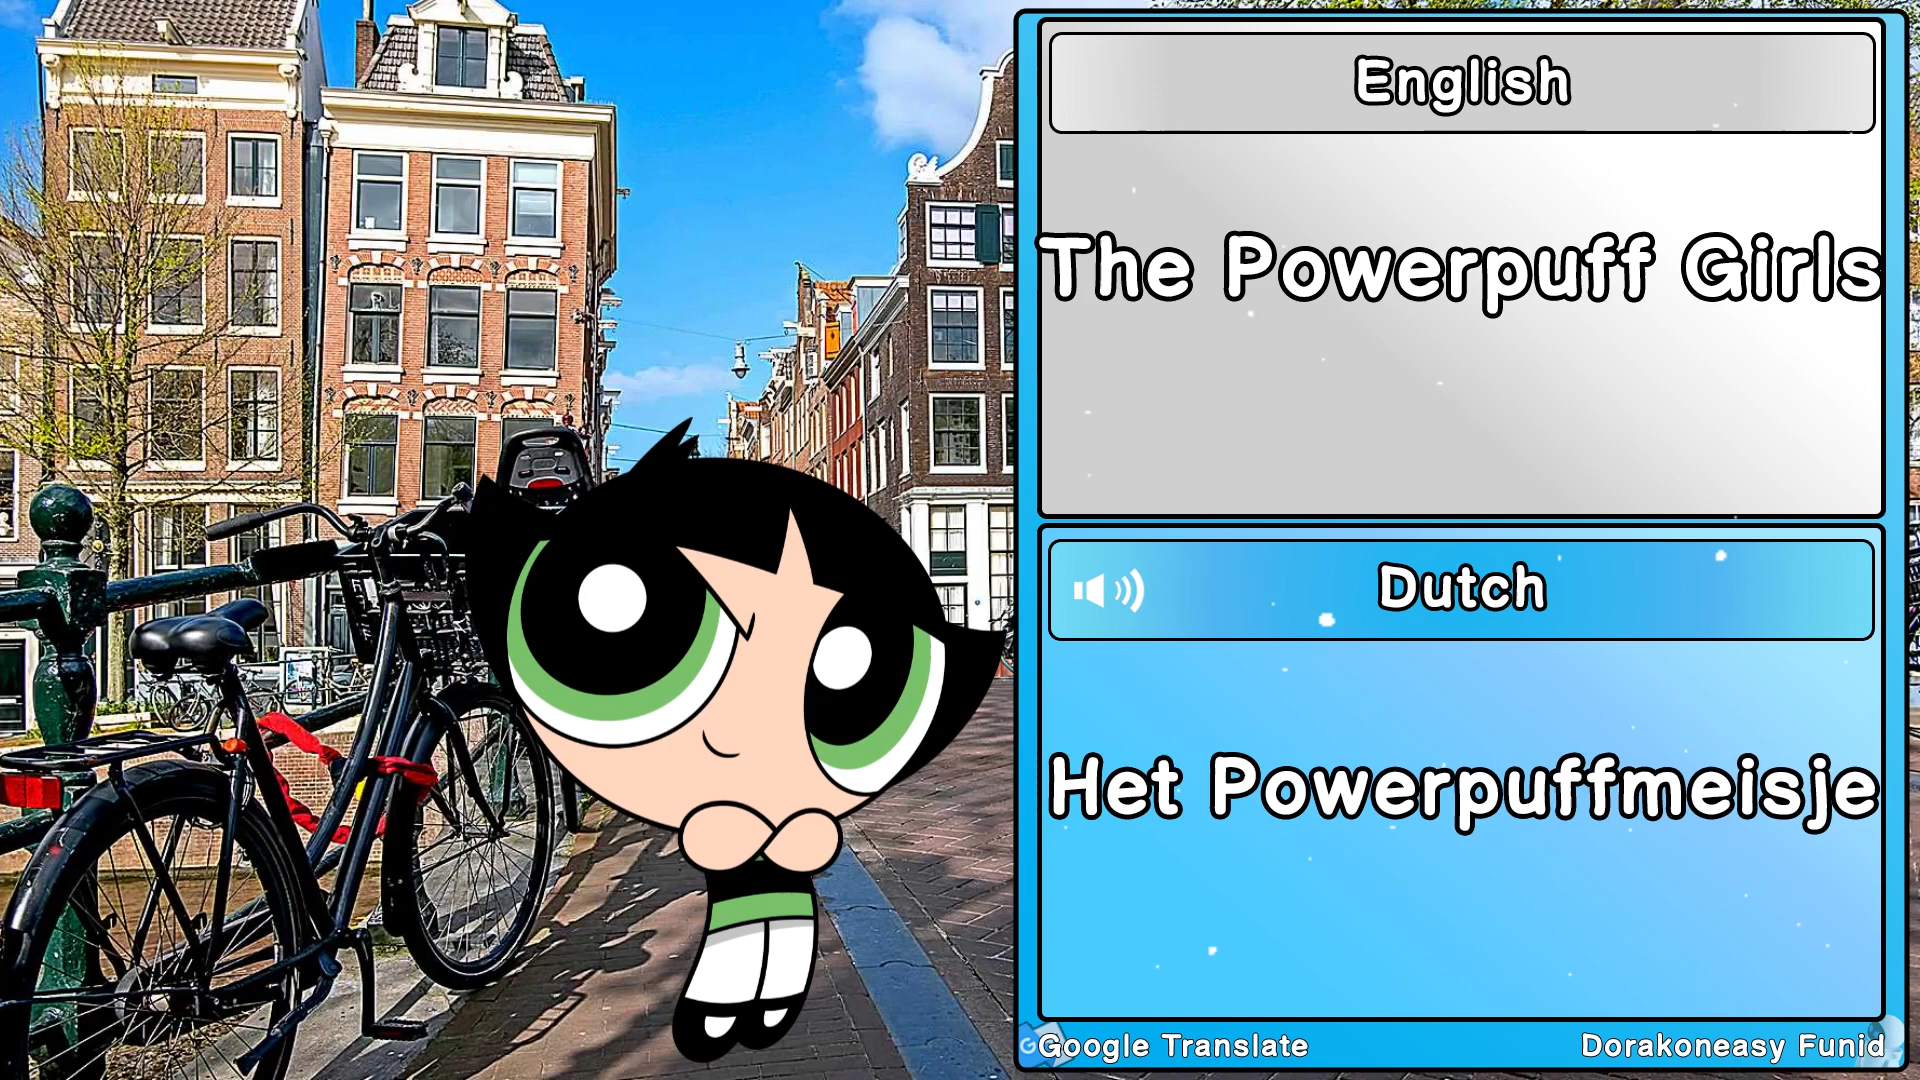 English
The Powerpuff Girls
Dutch
Het Powerpuffmeisje
Google Translate
Dorakoneasy Funid